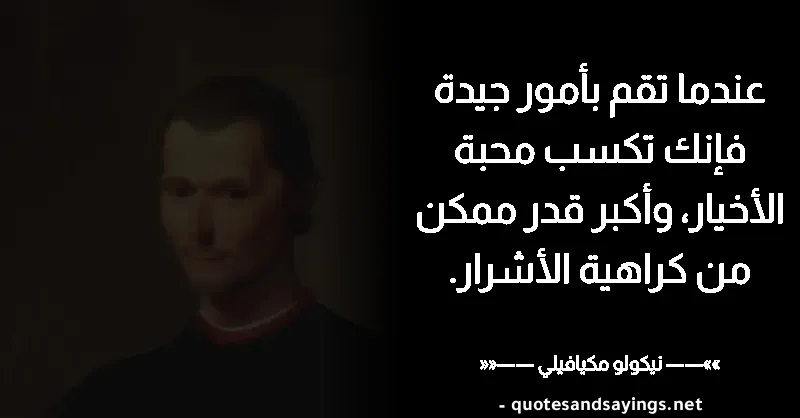 عندما تقم بأمور جيدة
فإنك تكسب محبة
الأخيار، وأكبر قدر ممكن
من كراهية الأشرار.
»»——– نيكولو مكيافيلي ——–««
- quotesandsayings.net